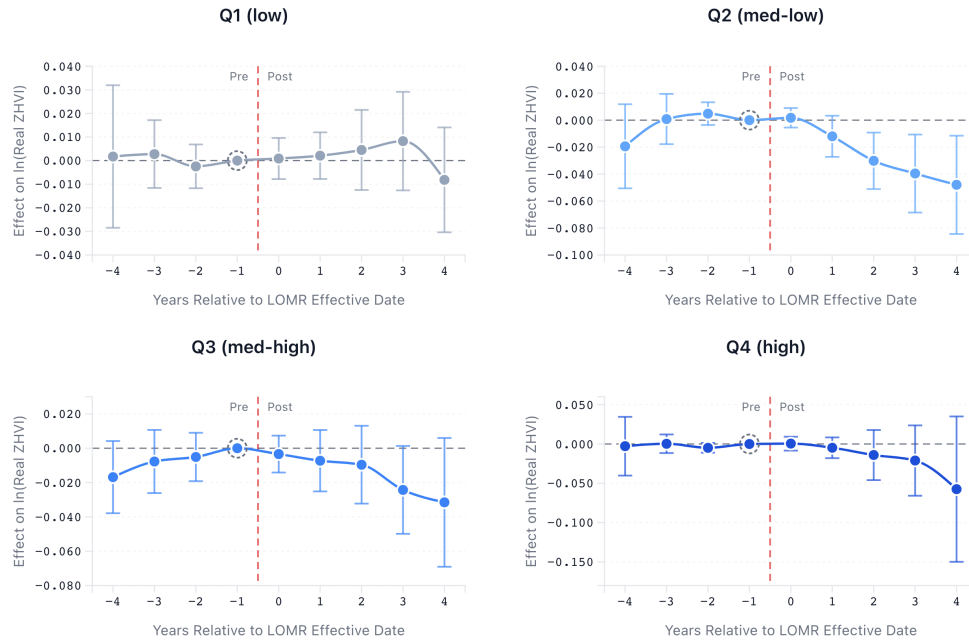 Q1 (low)
Effect on ln(Real ZHVI)
0.040
0.030
0.020
0.010
0.000
−0.010
−0.020
−0.030
−0.040
Pre
Post
−4 −3 −2 −1 0 1 2 3 4
Years Relative to LOMR Effective Date
Q2 (med-low)
Effect on ln(Real ZHVI)
0.040
0.020
0.000
−0.020
−0.040
−0.060
−0.080
−0.100
Pre
Post
−4 −3 −2 −1 0 1 2 3 4
Years Relative to LOMR Effective Date
Q3 (med-high)
Effect on ln(Real ZHVI)
0.020
0.000
−0.020
−0.040
−0.060
−0.080
Pre
Post
−4 −3 −2 −1 0 1 2 3 4
Years Relative to LOMR Effective Date
Q4 (high)
Effect on ln(Real ZHVI)
0.050
0.000
−0.050
−0.100
−0.150
Pre
Post
−4 −3 −2 −1 0 1 2 3 4
Years Relative to LOMR Effective Date